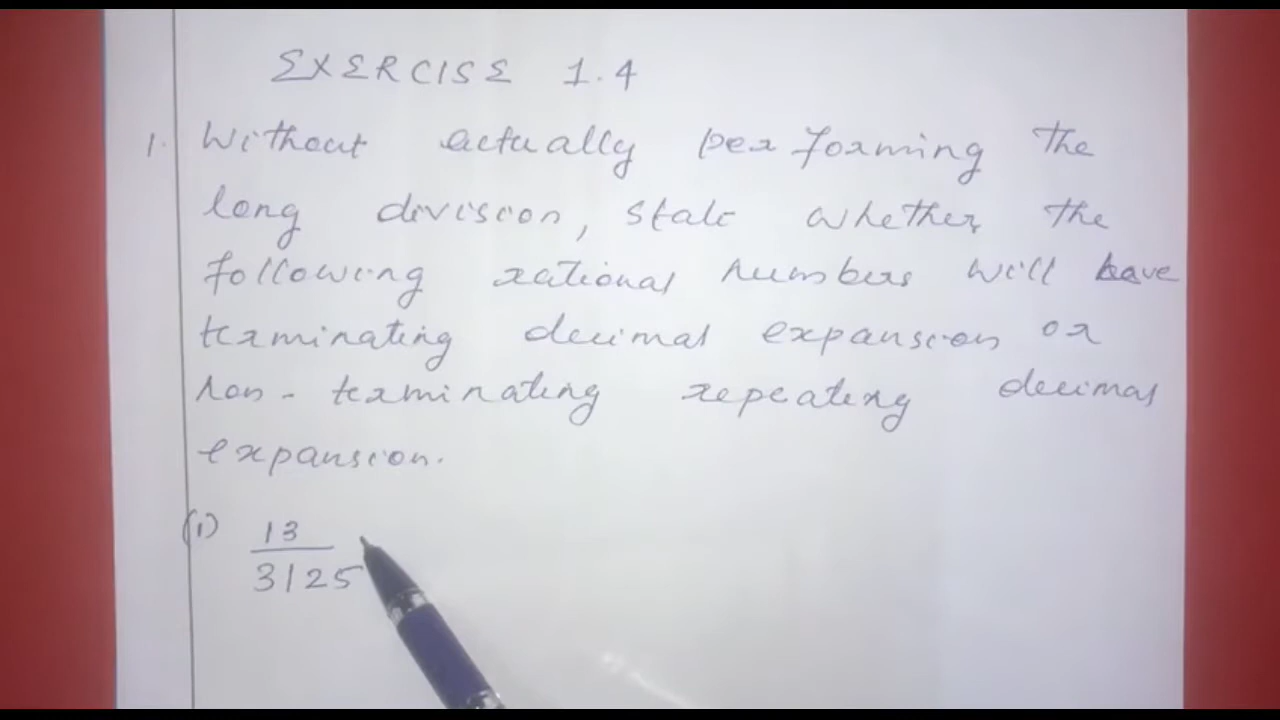 EXERCISE 1.4
1. Without actually performing the
long division, state whether the
following rational numbers will have
terminating decimal expansion or
non-terminating repeating decimal
expansion.
(1) 13
3125